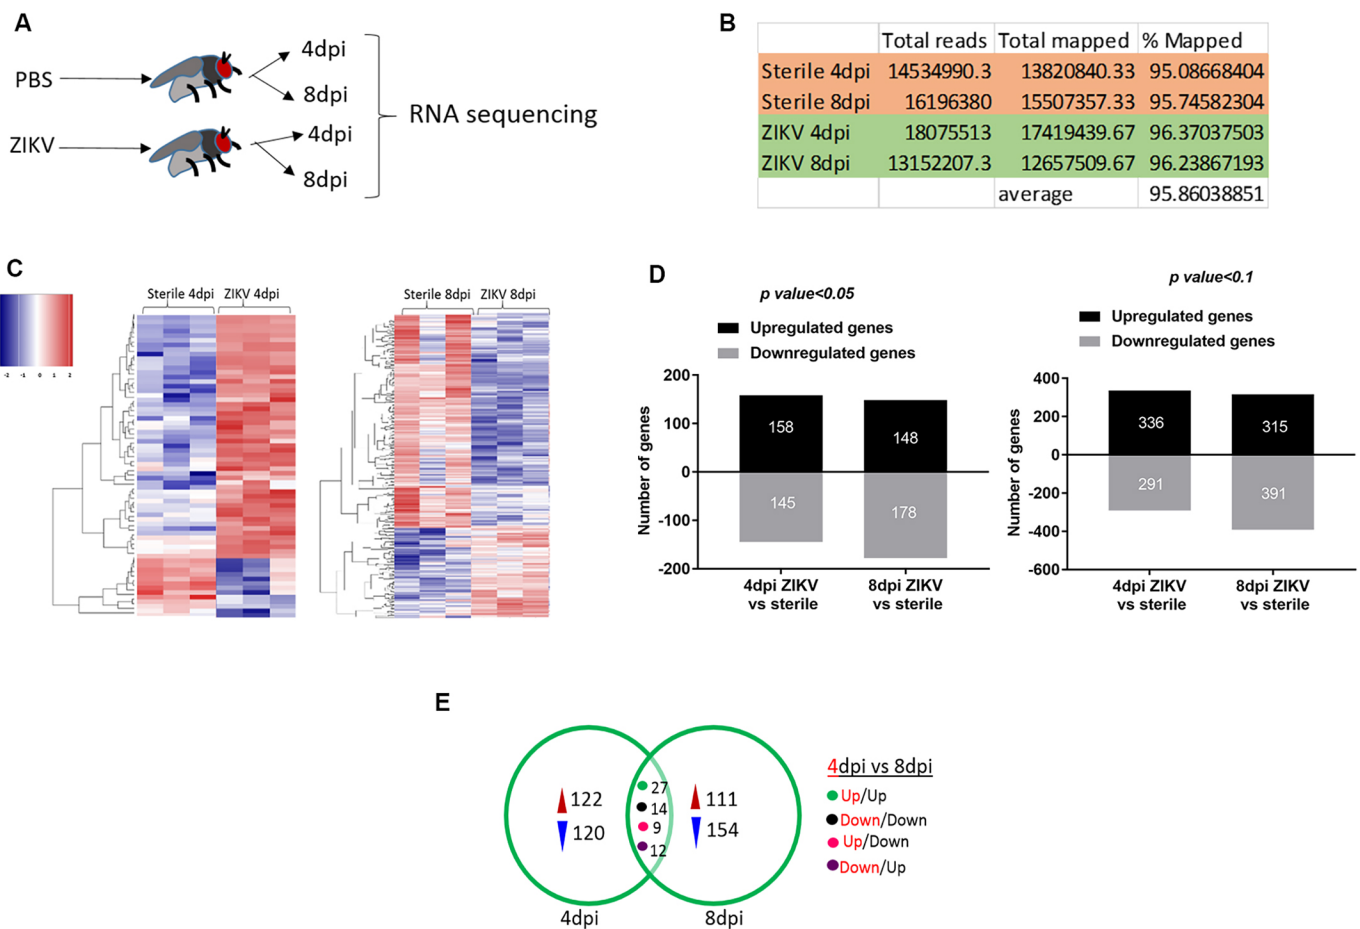 A
PBS
4dpi
8dpi
ZIKV
4dpi
8dpi
RNA sequencing
B
Total reads Total mapped % Mapped
Sterile 4dpi 14534990.3 13820840.33 95.08668404
Sterile 8dpi 16196380 15507357.33 95.74582304
ZIKV 4dpi 18075513 17419439.67 96.37037503
ZIKV 8dpi 13152207.3 12657509.67 96.23867193
average 95.86038851
C
-2 -1 0 1 2
Sterile 4dpi ZIKV 4dpi
Sterile 8dpi ZIKV 8dpi
D
p value<0.05
Upregulated genes
Downregulated genes
Number of genes
200
100
0
-100
-200
158
148
145
178
4dpi ZIKV
vs sterile
8dpi ZIKV
vs sterile
p value<0.1
Upregulated genes
Downregulated genes
Number of genes
400
200
0
-200
-400
-600
336
315
291
391
4dpi ZIKV
vs sterile
8dpi ZIKV
vs sterile
E
122
120
27
14
9
12
111
154
4dpi
8dpi
4dpi vs 8dpi
Up/Up
Down/Down
Up/Down
Down/Up